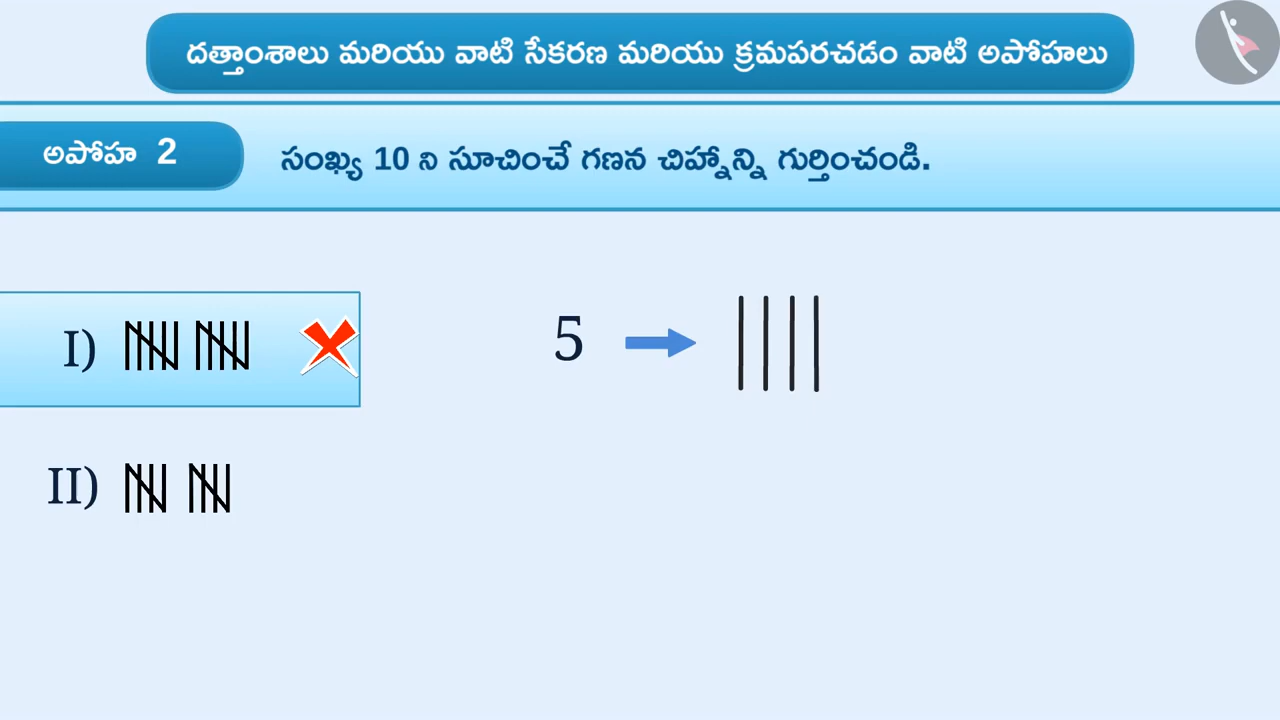 దత్తాంశాలు మరియు వాటి సేకరణ మరియు క్రమపరచడం వాటి అపోహలు
అపోహ 2
సంఖ్య 10 ని సూచించే గణన చిహ్నాన్ని గుర్తించండి.
I)
5
II)